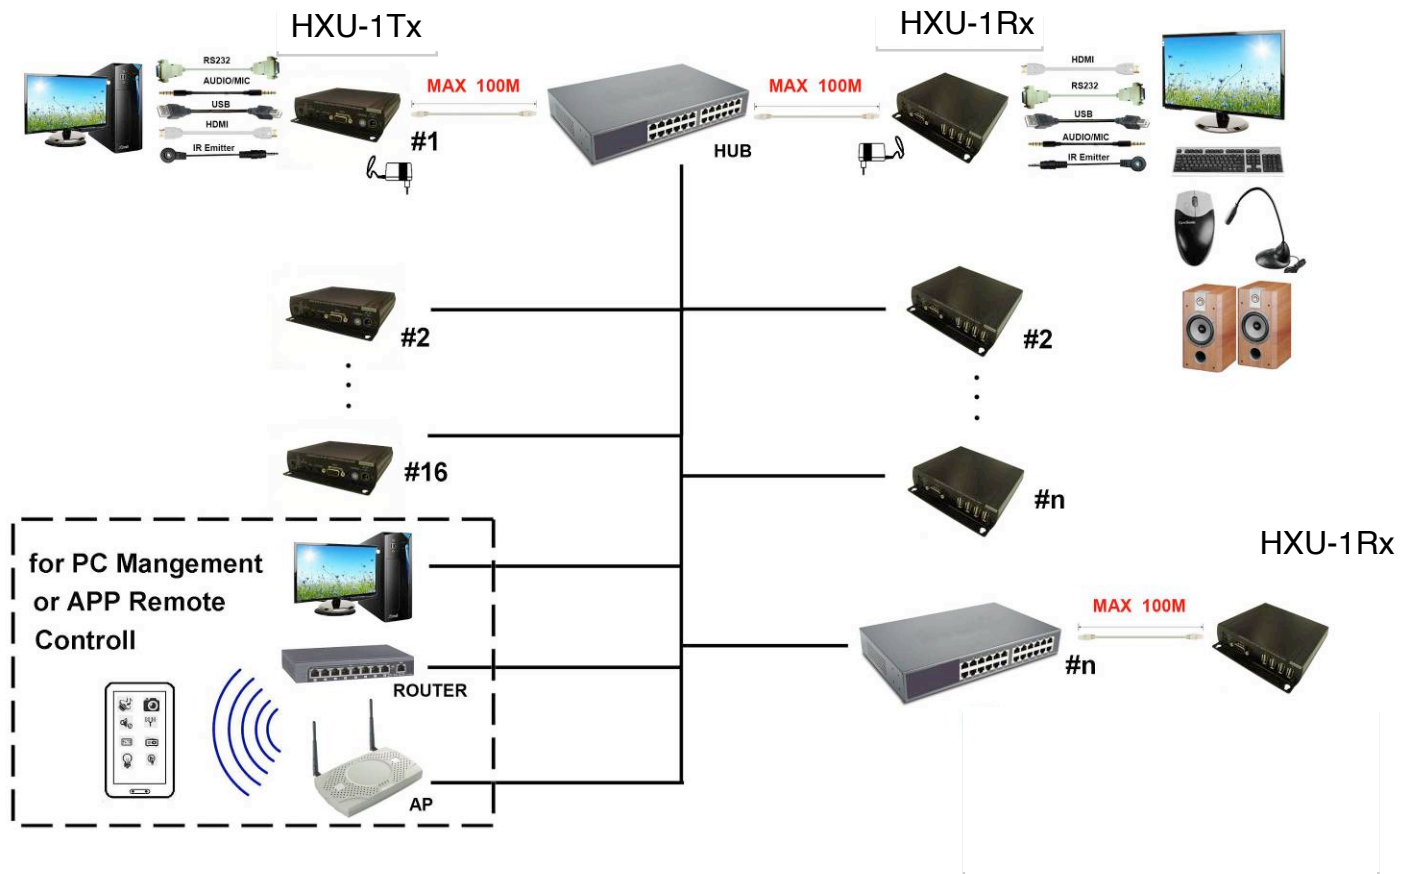 HXU-1Tx
HXU-1Rx
RS232
AUDIO/MIC
USB
HDMI
IR Emitter
#1
MAX 100M
HUB
MAX 100M
HDMI
RS232
USB
AUDIO/MIC
IR Emitter
#2
#2
#16
#n
for PC Mangement
or APP Remote
Controll
ROUTER
AP
HXU-1Rx
MAX 100M
#n